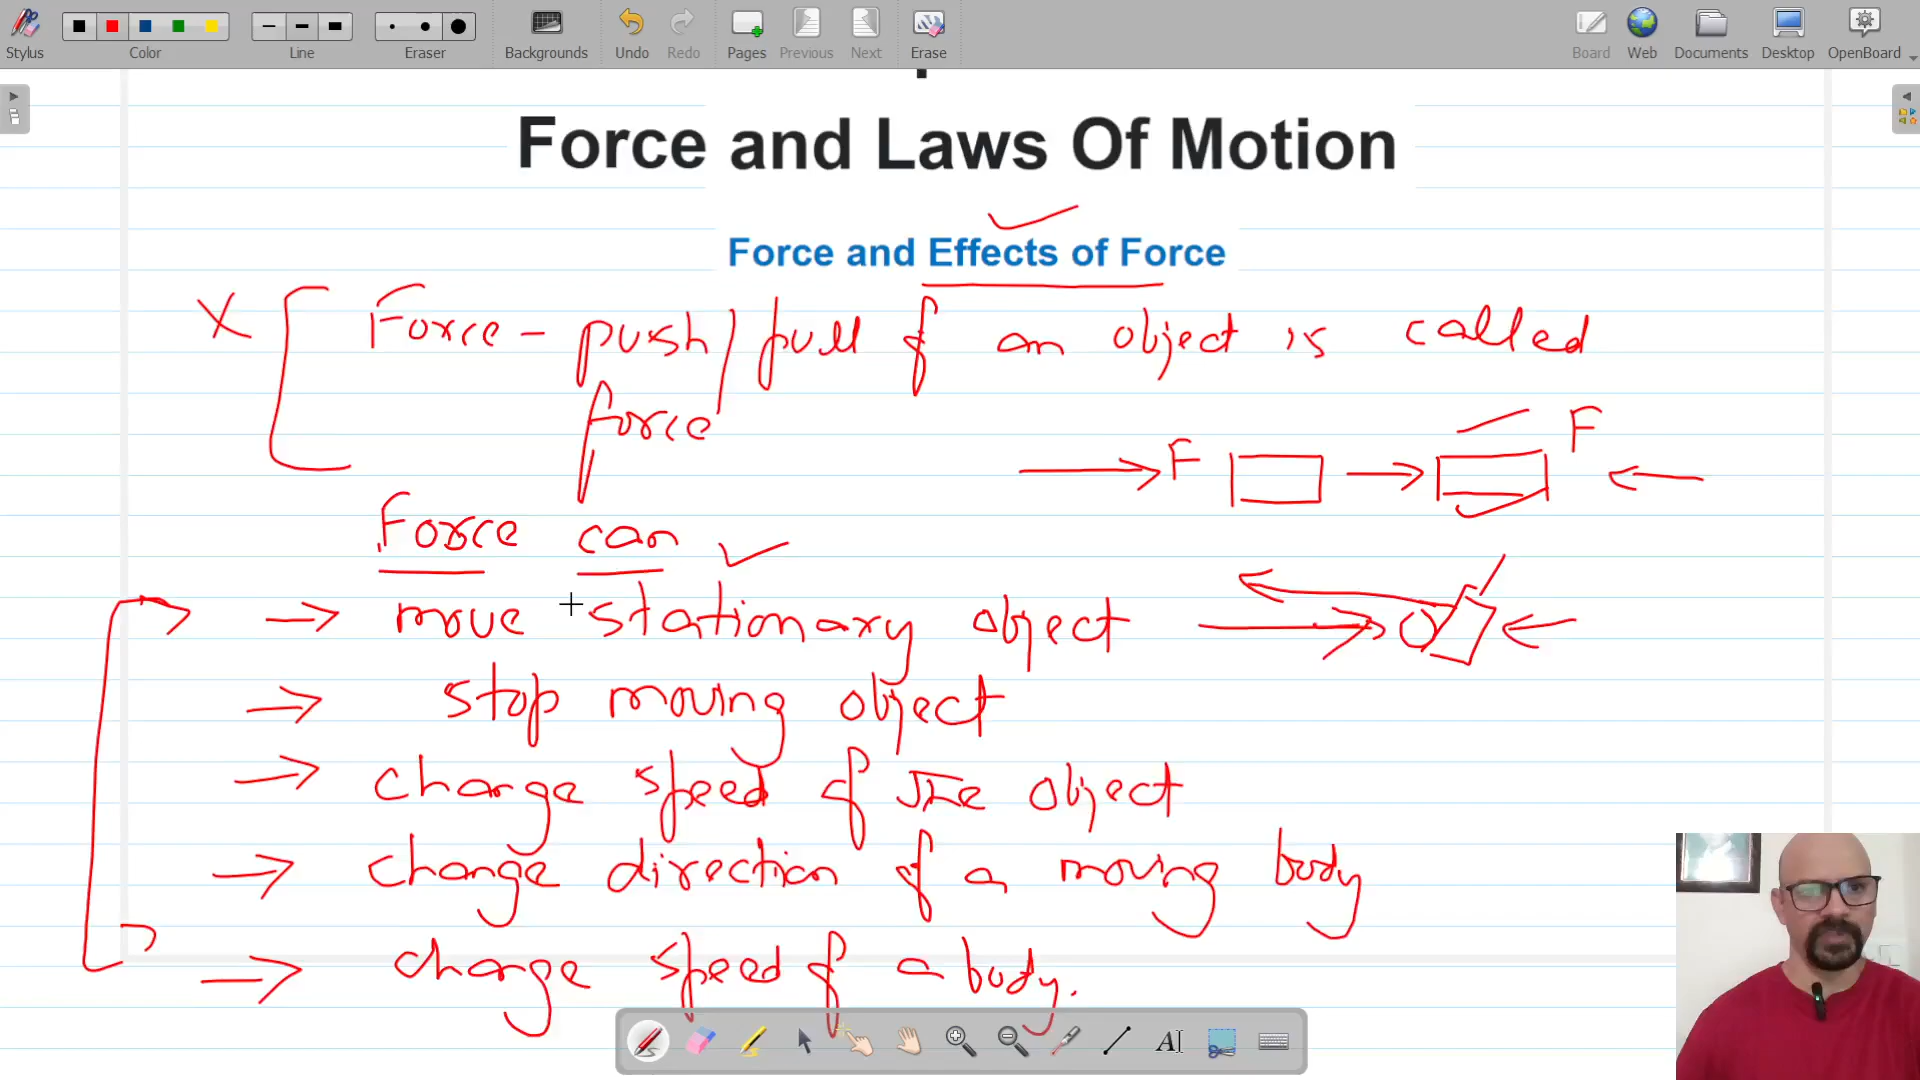 Stylus Color Line Eraser Backgrounds Undo Redo Pages Previous Next Erase Board Web Documents Desktop OpenBoard
Force and Laws Of Motion
Force and Effects of Force
X Force - push/pull of an object is called
force
F F
Force can
→ move stationary object
→ stop moving object
→ change speed of the object
→ change direction of a moving body
→ change speed of a body.
AI